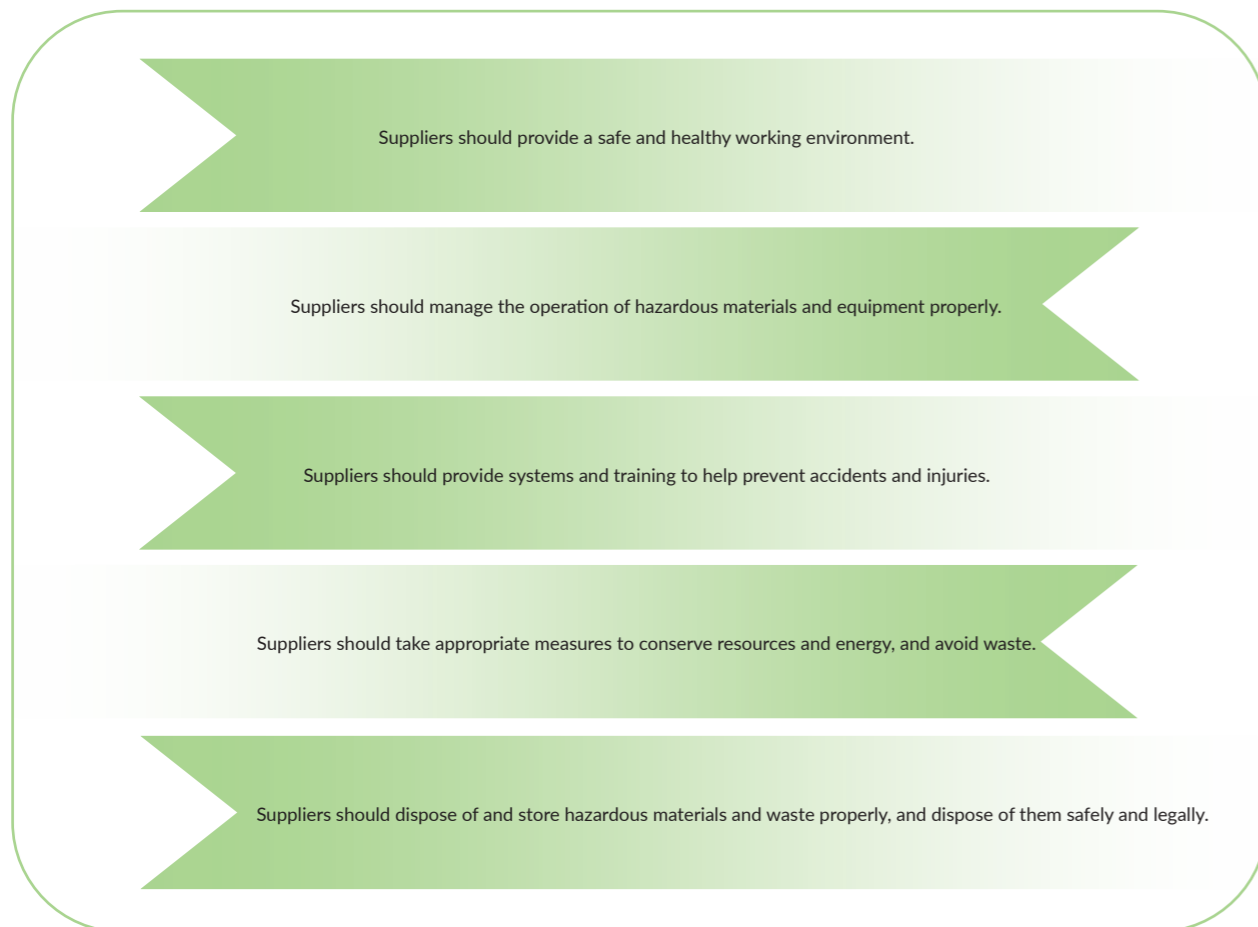 Suppliers should provide a safe and healthy working environment.
Suppliers should manage the operation of hazardous materials and equipment properly.
Suppliers should provide systems and training to help prevent accidents and injuries.
Suppliers should take appropriate measures to conserve resources and energy, and avoid waste.
Suppliers should dispose of and store hazardous materials and waste properly, and dispose of them safely and legally.